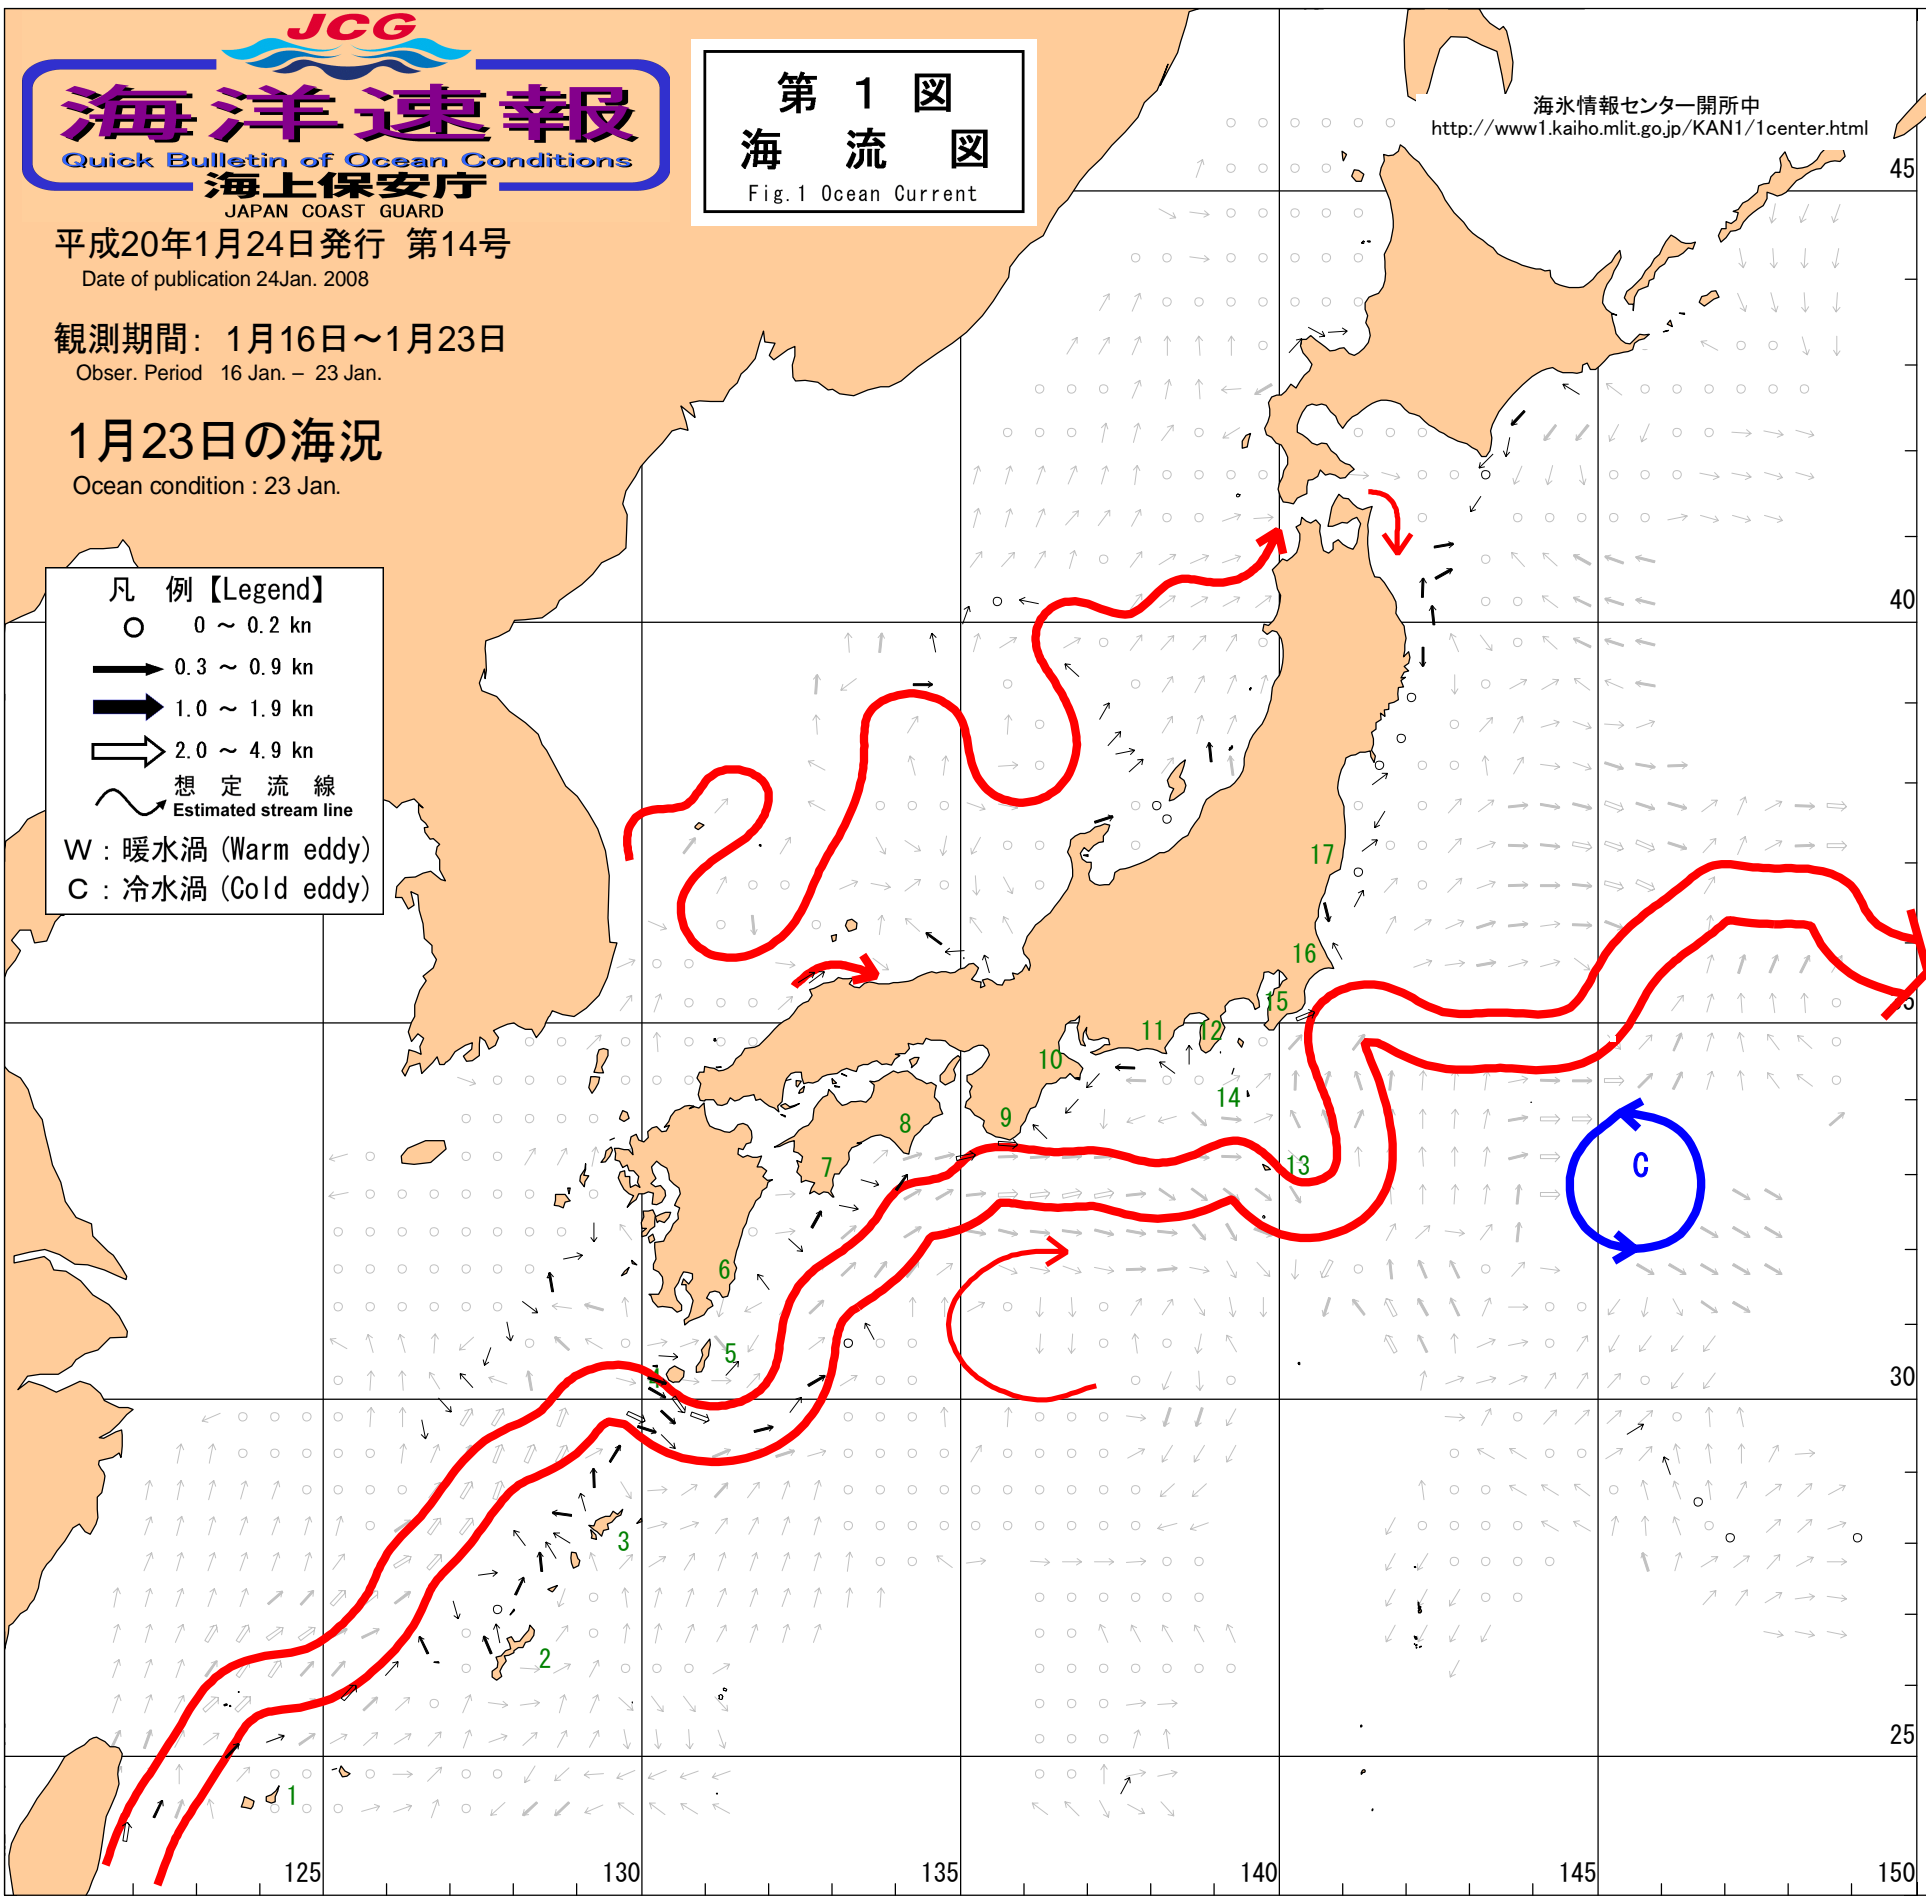 JCG
海洋速報
Quick Bulletin of Ocean Conditions
海上保安庁
JAPAN COAST GUARD
平成20年1月24日発行 第14号
Date of publication 24Jan. 2008
観測期間： 1月16日～1月23日
Obser. Period 16 Jan. – 23 Jan.
1月23日の海況
Ocean condition : 23 Jan.
第 1 図
海 流 図
Fig.1 Ocean Current
海氷情報センター開所中
http://www1.kaiho.mlit.go.jp/KAN1/1center.html
凡 例【Legend】
0 ～ 0.2 kn
0.3 ～ 0.9 kn
1.0 ～ 1.9 kn
2.0 ～ 4.9 kn
想 定 流 線
Estimated stream line
W : 暖水渦 (Warm eddy)
C : 冷水渦 (Cold eddy)
45
40
17
16
15
12
11
10
14
9
8
13
7
C
6
5
4
30
3
2
25
1
125
130
135
140
145
150